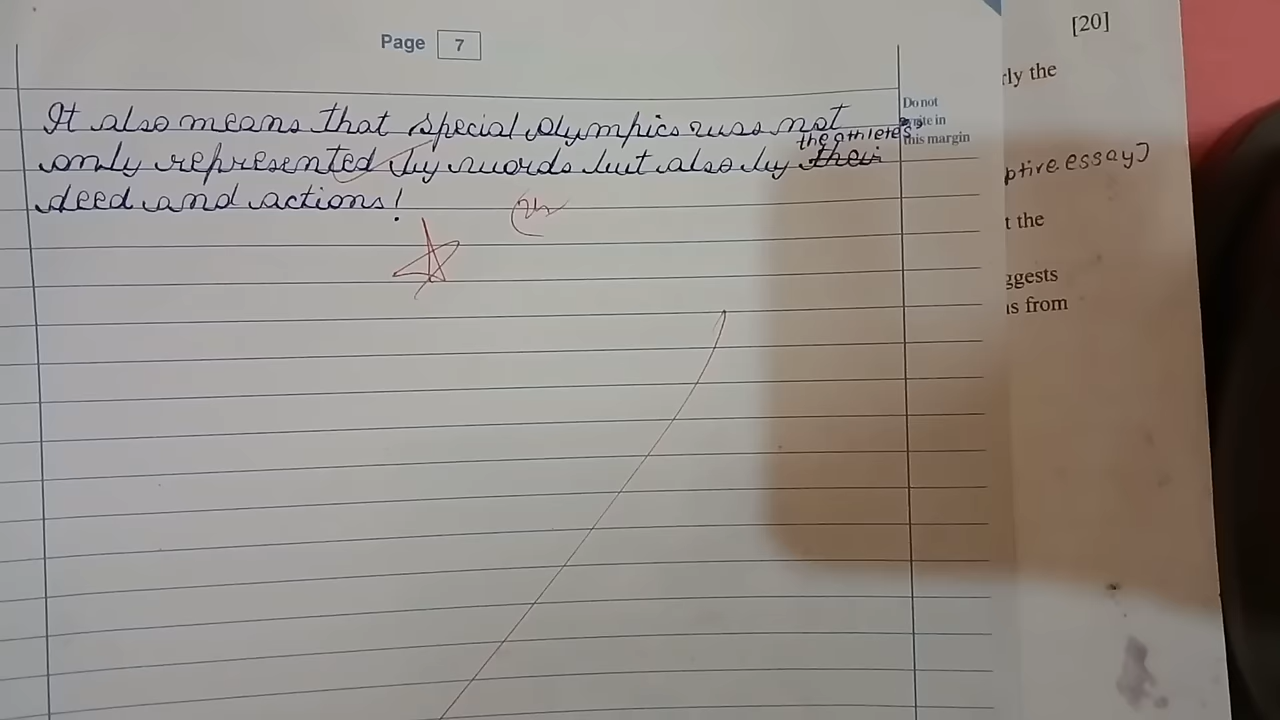 Page 7
[20]
rly the
It also means that special olympics was not
Do not
write in
this margin
the athletes
only represented by words but also by their
ptive essay)
deed and actions!
t the
ggests
is from